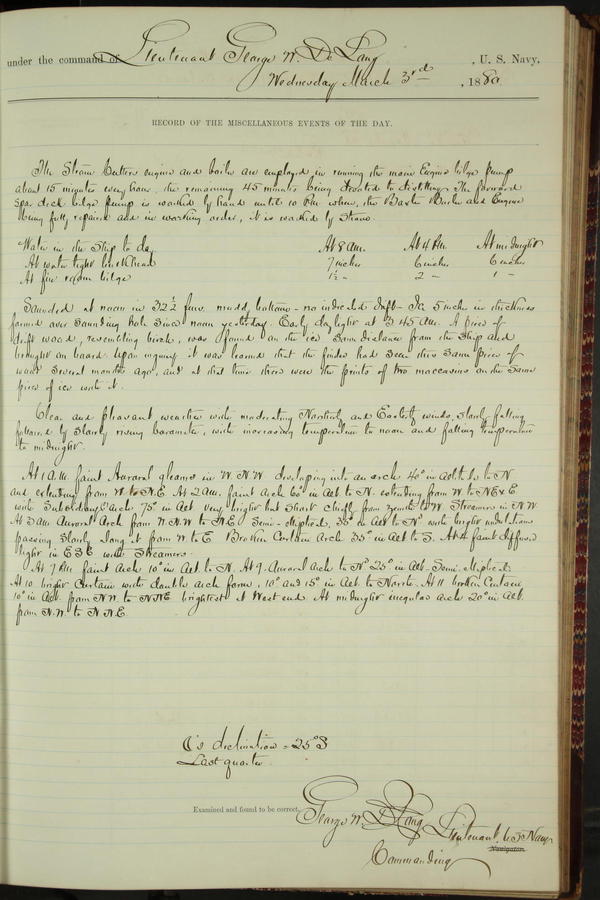 under the command of Lieutenant George W. De Long, U. S. Navy,
Wednesday March 3rd, 1880
RECORD OF THE MISCELLANEOUS EVENTS OF THE DAY.
The Steam Cutters engine and boiler are employed in running the main Engine bilge pump
about 15 minutes every hour, the remaining 45 minutes being devoted to distilling. The forward
spar deck bilge pump is worked by hand until 10 PM when, the Baxter Boiler and Engine
being fully repaired and in working order, it is worked by steam.
Water in the Ship to day At 8 AM. At 4 PM. At midnight
At water tight bulkhead 7 inches 6 inches 6 inches
At fire room bilge 1½ " 2 " 1 "
Sounded at noon in 32½ fms. muddy bottom - no indicated drift - Ice 5 inches in thickness
formed over sounding hole since noon yesterday. Early daylight at 3 45 AM. A piece of
drift wood, resembling birch, was found on the ice some distance from the ship and
brought on board. Upon inquiry it was learned that the finder had seen this same piece of
wood several months ago, and at that time there were the prints of two moccasins on the same
piece of ice with it.
Clear and pleasant weather with moderating Northerly and Easterly winds, slowly falling
followed by slowly rising barometer, with increasing temperature to noon and falling temperature
to midnight.
At 1 A.M. faint Auroral gleams in W.N.W. developing into an arch 40° in altitude to N
and extending from W to N.E. At 2 AM. faint arch 60° in alt to N. extending from W to NE x E
with Subsidiary arch 75° in alt very bright but short chiefly from zenith to W. Streamers in N.W.
At 3 AM Auroral Arch from W.N.W to N.E. Semi-elliptical, 35° in Alt to N° with bright undulations
passing slowly along it from W to E Broken Curtain Arch 35° in Alt to S. At 4 faint diffused
light in E S E with Streamers.
At 7 PM faint arch 10° in Alt to N. At 9 Auroral Arch to N° 25° in Alt. Semi-elliptical.
At 10 bright Curtain with double arch form, 10° and 15° in Alt. to North. At 11 broken Curtain
10° in Alt. from N.W. to N N E brightest at West end. At midnight irregular arch 20° in Alt.
from N.W. to N.N.E.
☾'s declination = 25° S
Last quarter
Examined and found to be correct,
George W. De Long Lieutenant, U.S. Navy
Navigator.
Commanding